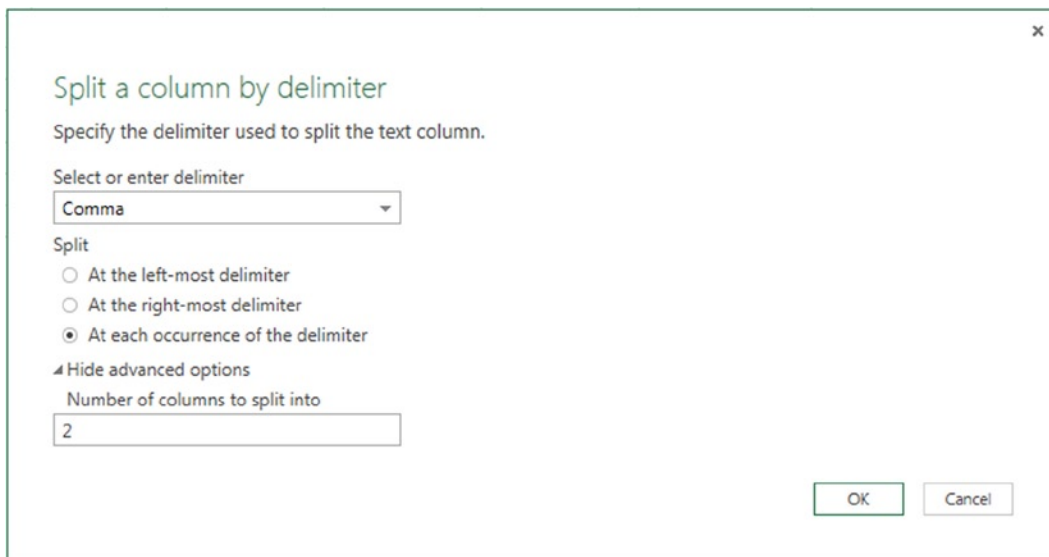 Split a column by delimiter
Specify the delimiter used to split the text column.
Select or enter delimiter
Comma
Split
At the left-most delimiter
At the right-most delimiter
At each occurrence of the delimiter
Hide advanced options
Number of columns to split into
2
OK Cancel